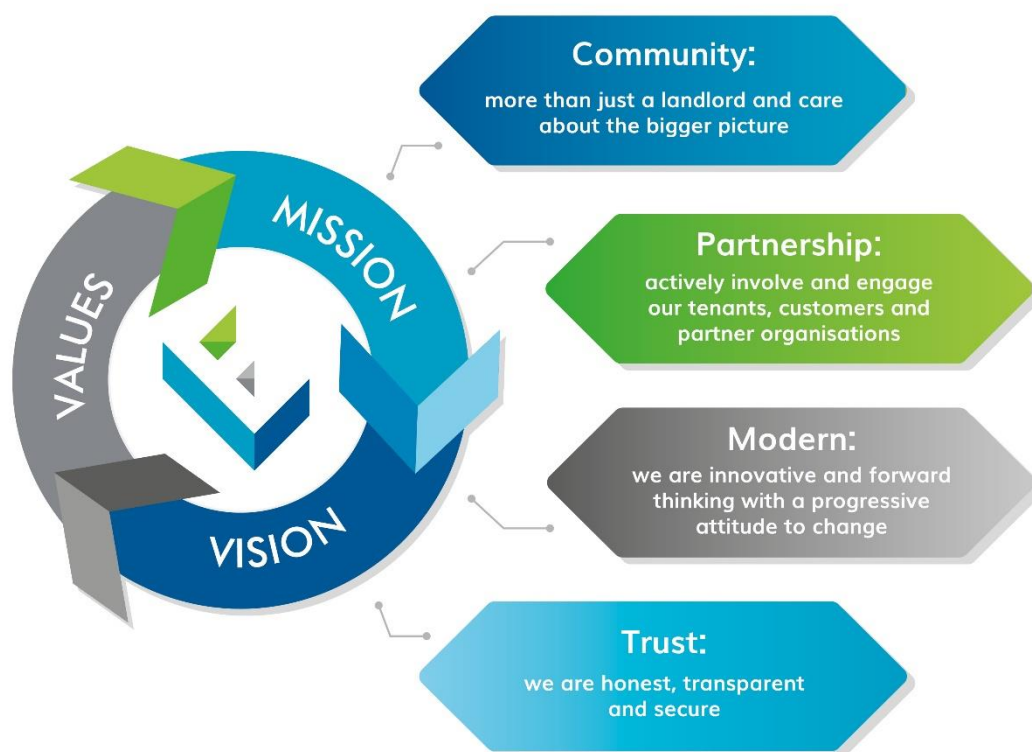 MISSION
VALUES
VISION
Community:
more than just a landlord and care
about the bigger picture
Partnership:
actively involve and engage
our tenants, customers and
partner organisations
Modern:
we are innovative and forward
thinking with a progressive
attitude to change
Trust:
we are honest, transparent
and secure